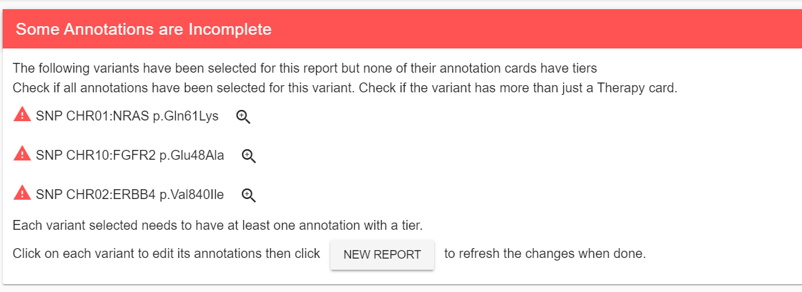 Some Annotations are Incomplete
The following variants have been selected for this report but none of their annotation cards have tiers
Check if all annotations have been selected for this variant. Check if the variant has more than just a Therapy card.
SNP CHR01:NRAS p.Gln61Lys
SNP CHR10:FGFR2 p.Glu48Ala
SNP CHR02:ERBB4 p.Val840Ile
Each variant selected needs to have at least one annotation with a tier.
Click on each variant to edit its annotations then click NEW REPORT to refresh the changes when done.